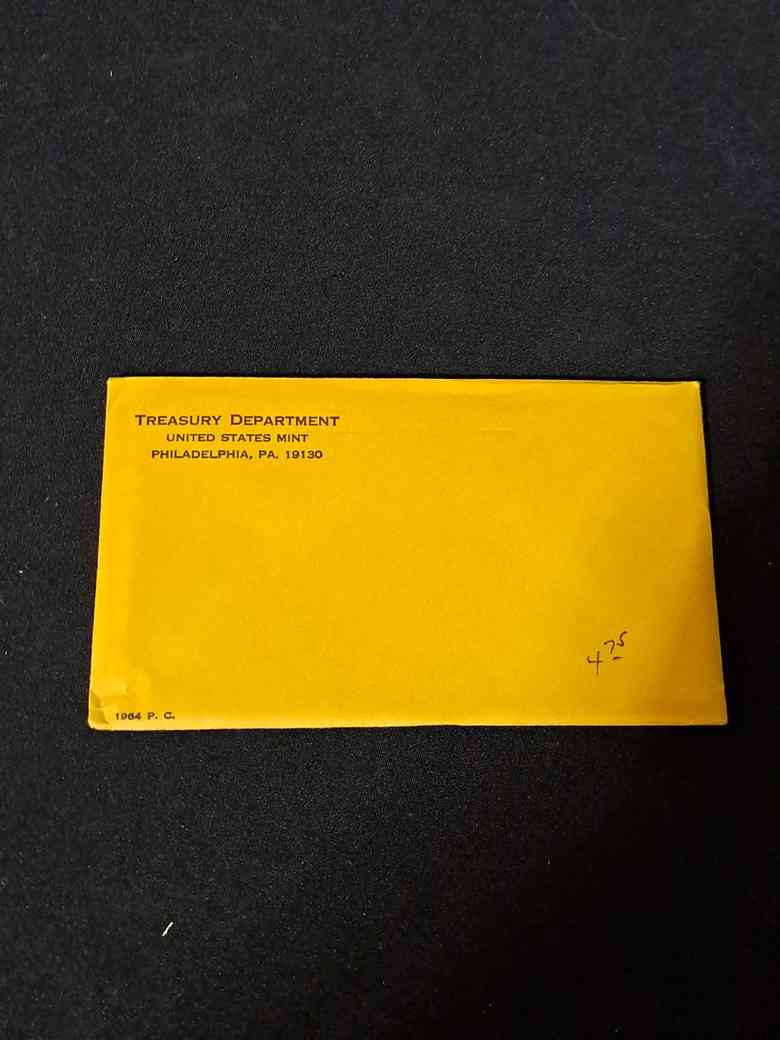 TREASURY DEPARTMENT
UNITED STATES MINT
PHILADELPHIA, PA. 19130
4 75
1964 P. C.